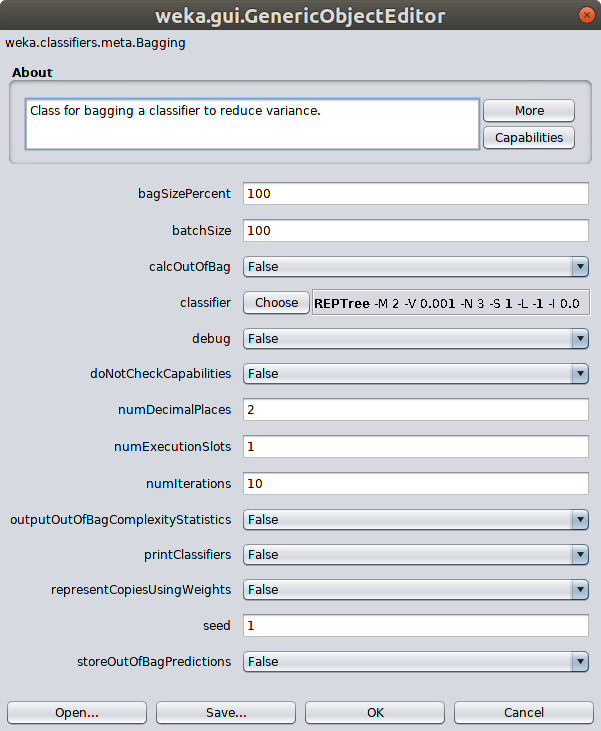 weka.gui.GenericObjectEditor
weka.classifiers.meta.Bagging
About
Class for bagging a classifier to reduce variance.
More
Capabilities
bagSizePercent 100
batchSize 100
calcOutOfBag False
classifier Choose REPTree -M 2 -V 0.001 -N 3 -S 1 -L -1 -I 0.0
debug False
doNotCheckCapabilities False
numDecimalPlaces 2
numExecutionSlots 1
numIterations 10
outputOutOfBagComplexityStatistics False
printClassifiers False
representCopiesUsingWeights False
seed 1
storeOutOfBagPredictions False
Open... Save... OK Cancel